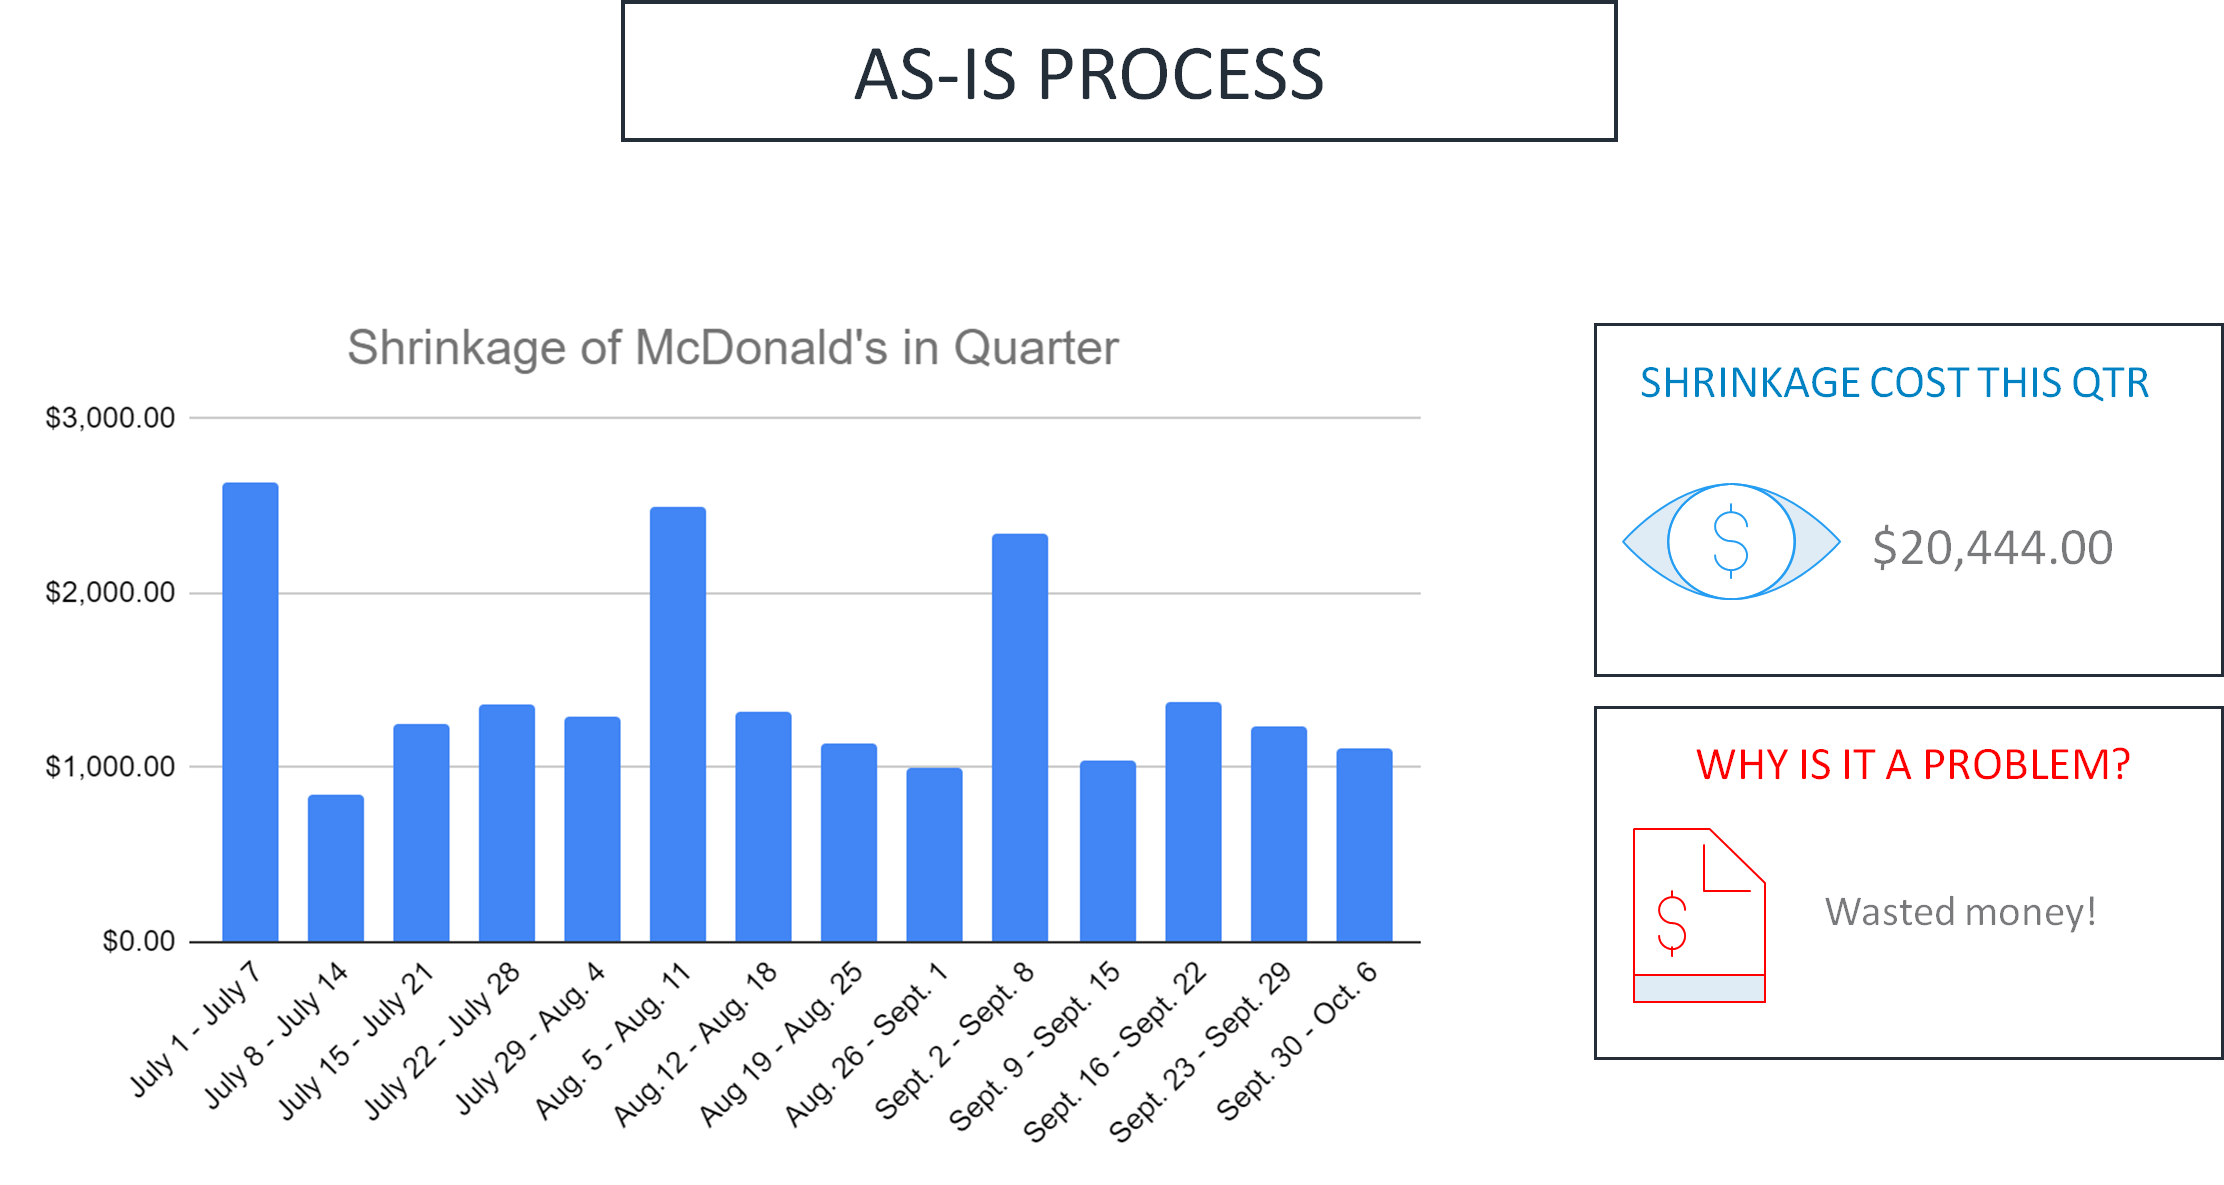 AS-IS PROCESS
Shrinkage of McDonald's in Quarter
$3,000.00
$2,000.00
$1,000.00
$0.00
July 1 - July 7
July 8 - July 14
July 15 - July 21
July 22 - July 28
July 29 - Aug. 4
Aug. 5 - Aug. 11
Aug.12 - Aug. 18
Aug 19 - Aug. 25
Aug. 26 - Sept. 1
Sept. 2 - Sept. 8
Sept. 9 - Sept. 15
Sept. 16 - Sept. 22
Sept. 23 - Sept. 29
Sept. 30 - Oct. 6
SHRINKAGE COST THIS QTR
$
$20,444.00
WHY IS IT A PROBLEM?
$
Wasted money!